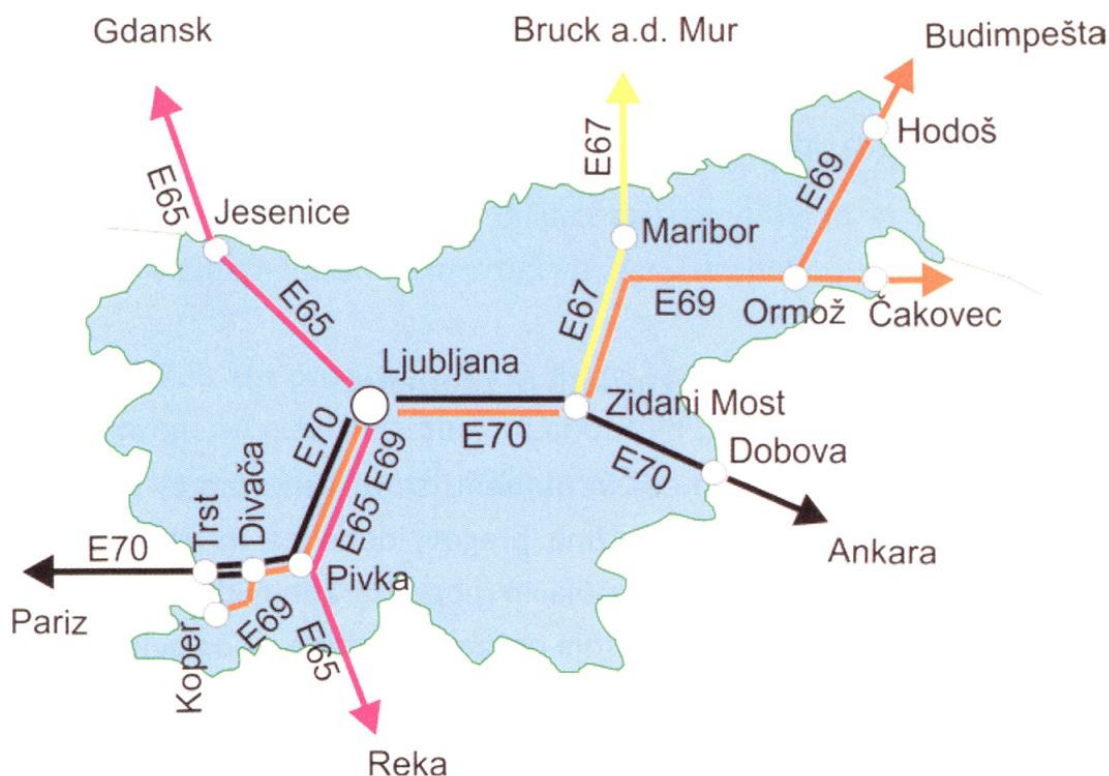 Gdansk
Bruck a.d. Mur
Budimpešta
Hodoš
E67
E65
E69
Jesenice
Maribor
E65
E67
E69
Ormož
Čakovec
Ljubljana
Zidani Most
E70
E70
E69
E70
Dobova
Divača
Trst
E65
E70
Pivka
Ankara
Pariz
Koper
E69
E65
Reka